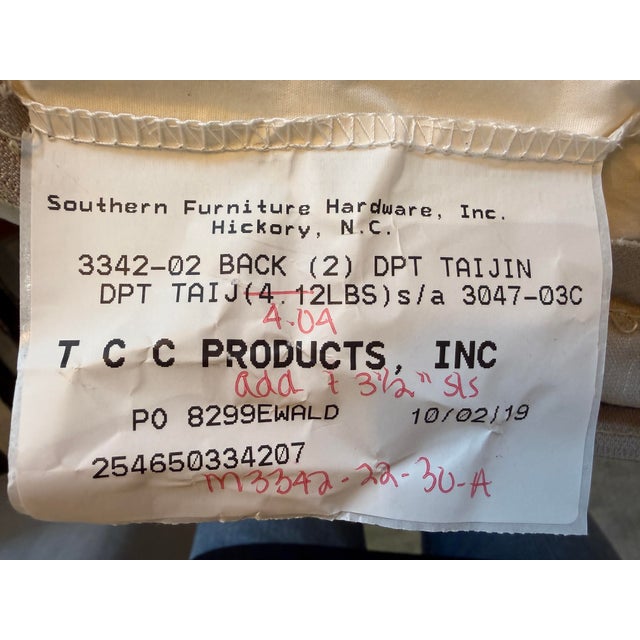 Southern Furniture Hardware, Inc.
Hickory, N.C.
3342-02 BACK (2) DPT TAIJIN
DPT TAIJ(4.12LBS)s/a 3047-03C
4.04
T C C PRODUCTS, INC
add + 3½" sls
PO 8299EWALD 10/02/19
254650334207
M3342-22-30-A